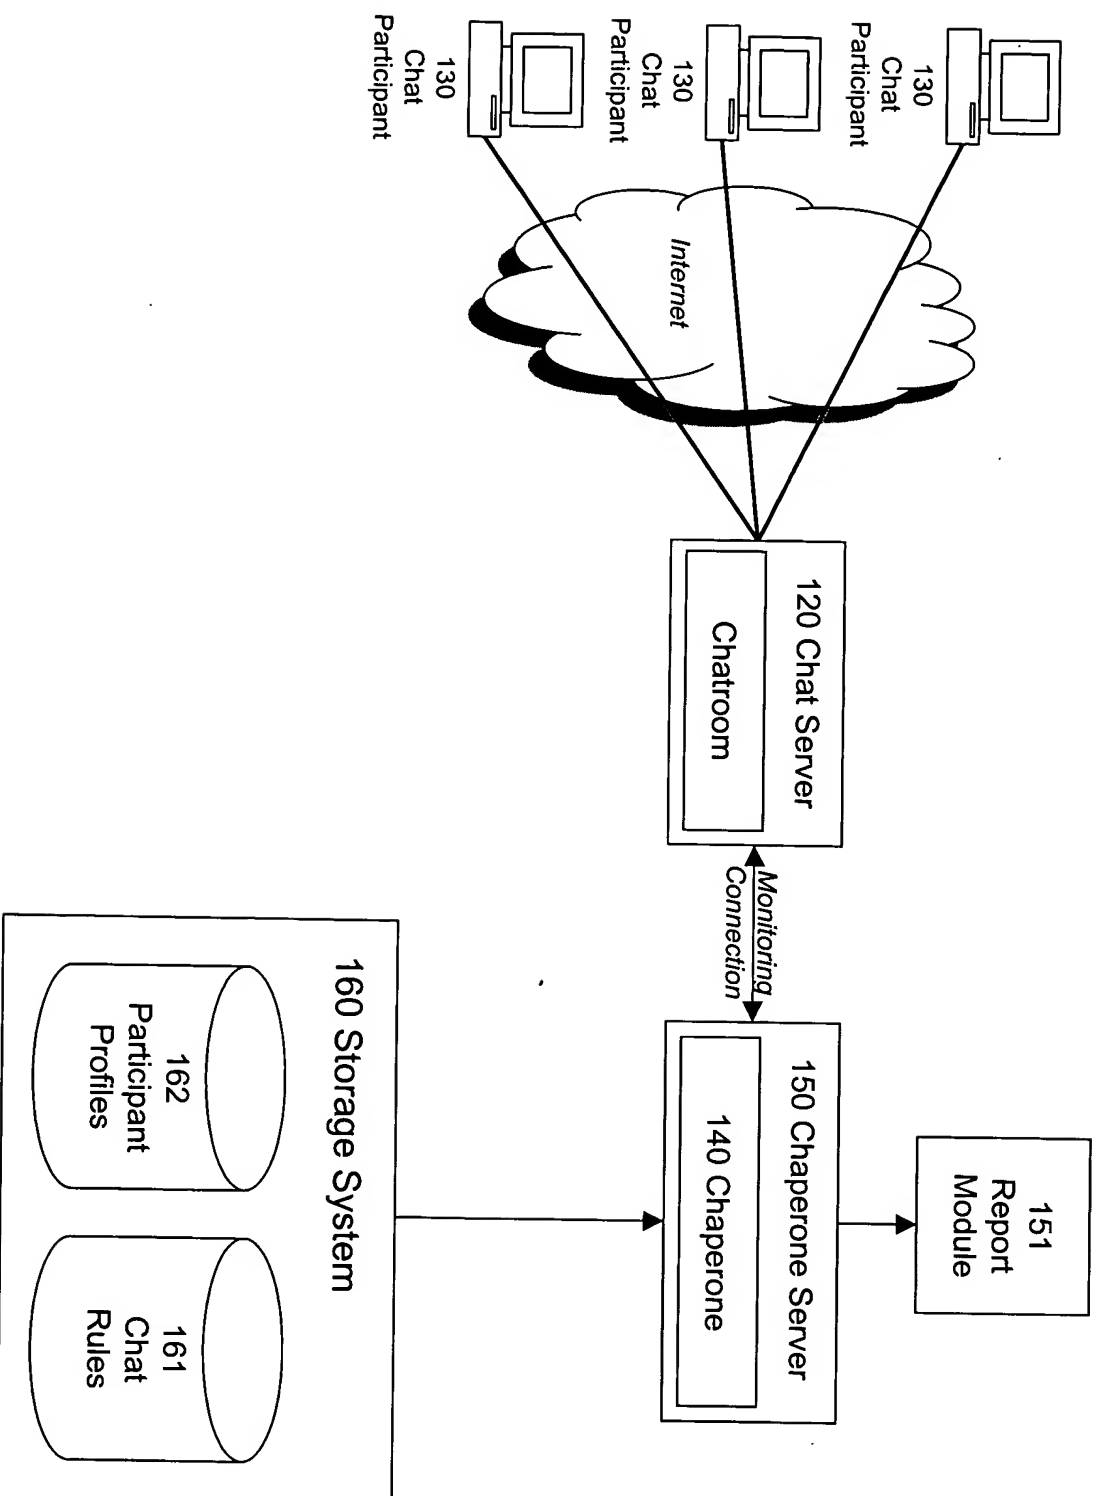 130
Chat
Participant
130
Chat
Participant
130
Chat
Participant
Internet
120 Chat Server
Chatroom
Monitoring
Connection
150 Chaperone Server
140 Chaperone
151
Report
Module
160 Storage System
162
Participant
Profiles
161
Chat
Rules